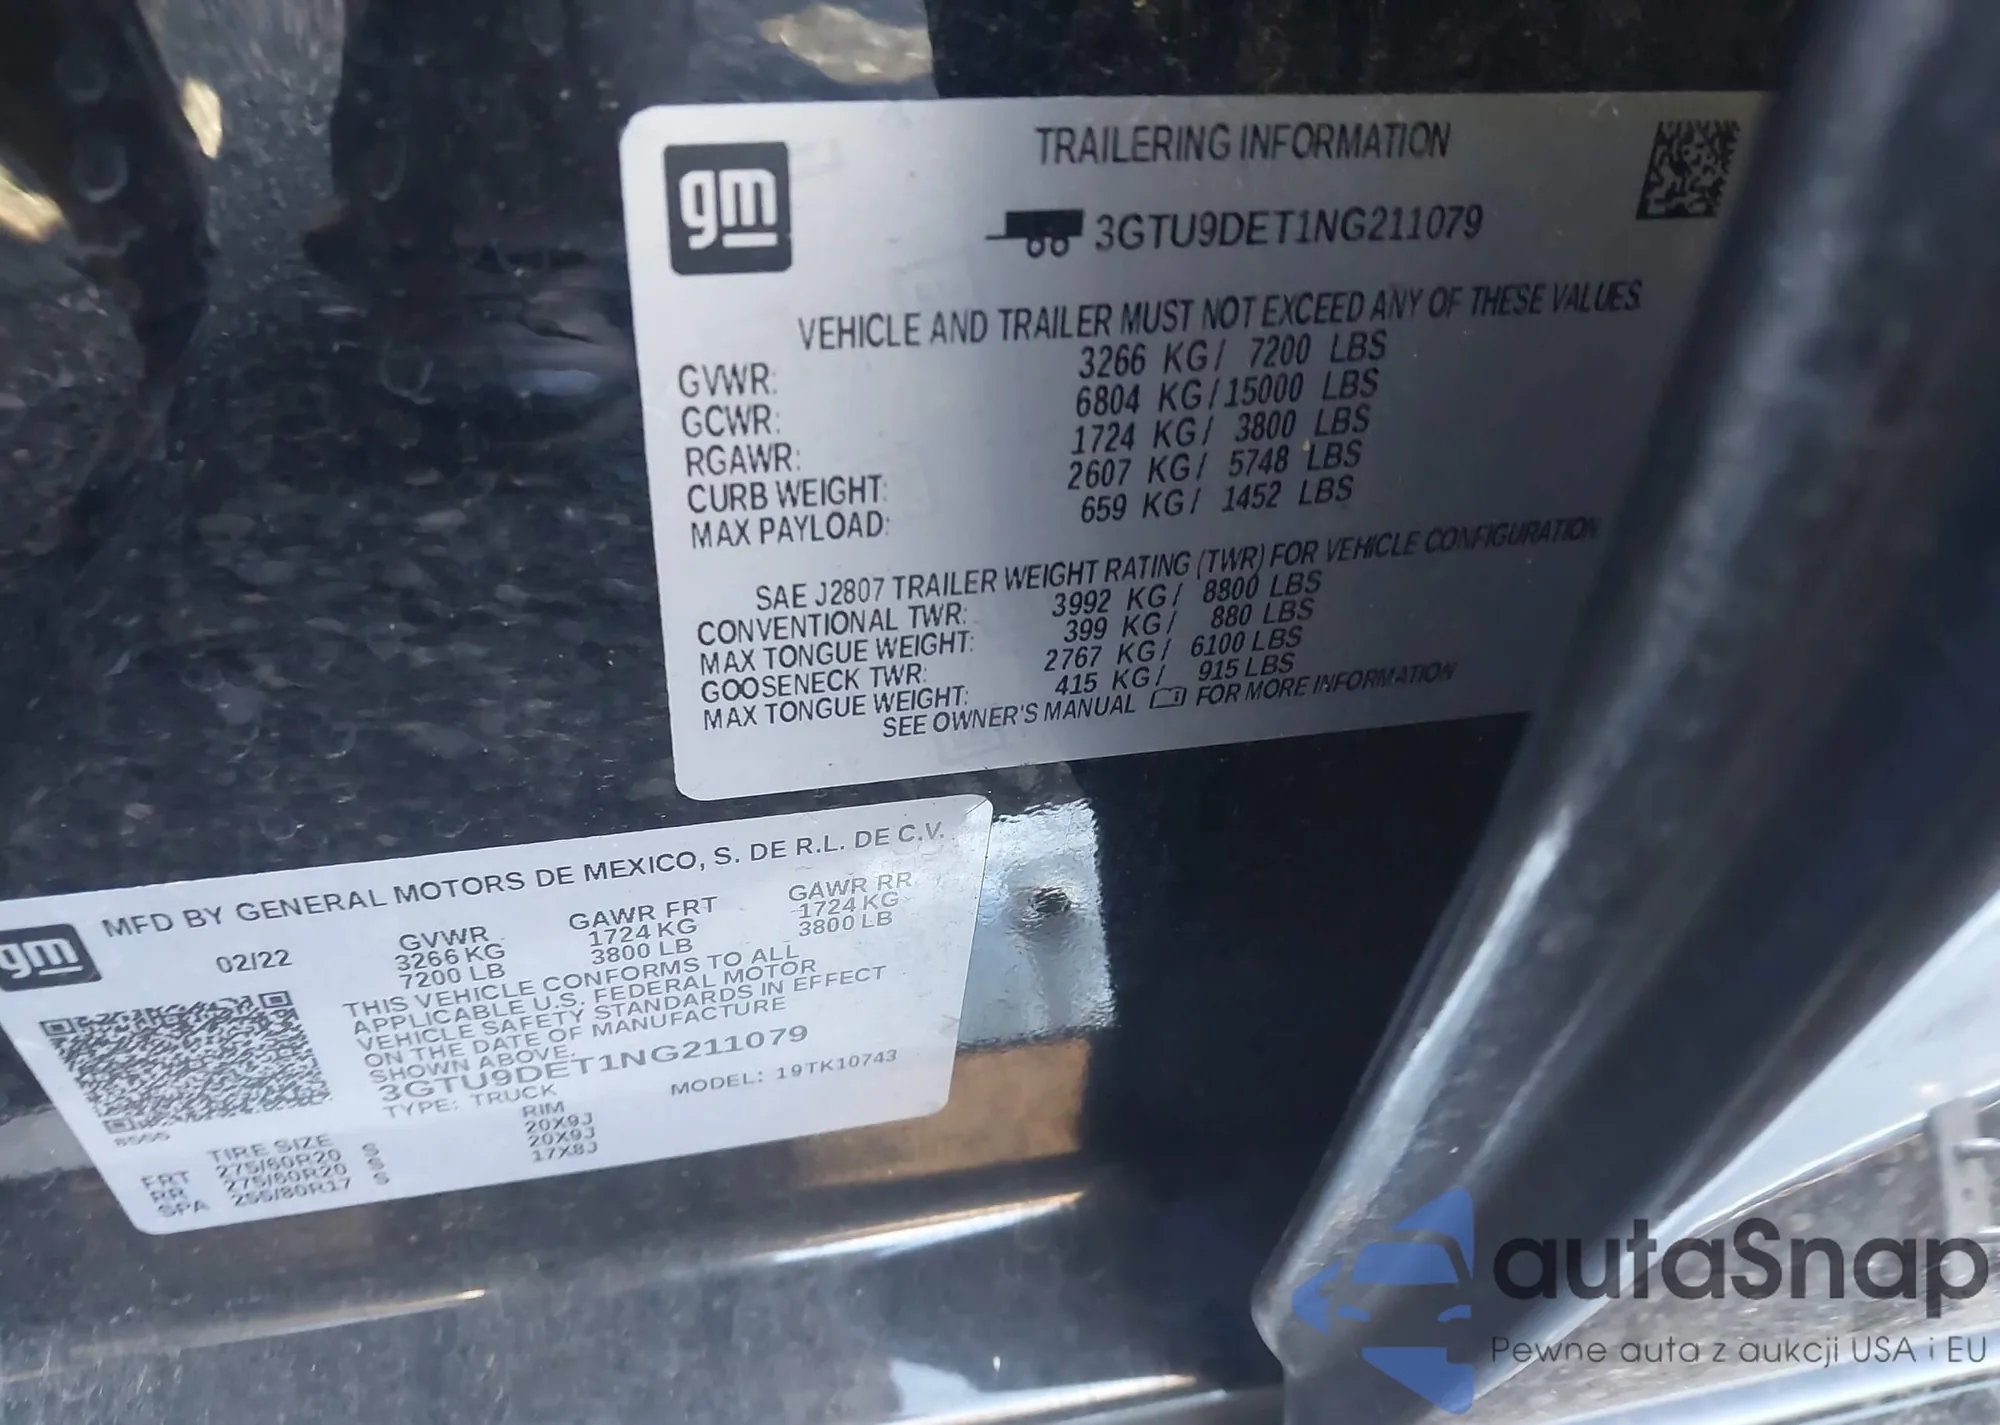 gm
TRAILERING INFORMATION
3GTU9DET1NG211079
VEHICLE AND TRAILER MUST NOT EXCEED ANY OF THESE VALUES.
GVWR: 3266 KG/ 7200 LBS
GCWR: 6804 KG/15000 LBS
RGAWR: 1724 KG/ 3800 LBS
CURB WEIGHT: 2607 KG/ 5748 LBS
MAX PAYLOAD: 659 KG/ 1452 LBS
SAE J2807 TRAILER WEIGHT RATING (TWR) FOR VEHICLE CONFIGURATION
CONVENTIONAL TWR: 3992 KG/ 8800 LBS
MAX TONGUE WEIGHT: 399 KG/ 880 LBS
GOOSENECK TWR: 2767 KG/ 6100 LBS
MAX TONGUE WEIGHT: 415 KG/ 915 LBS
SEE OWNER'S MANUAL FOR MORE INFORMATION
gm
MFD BY GENERAL MOTORS DE MEXICO, S. DE R.L. DE C.V.
02/22 GVWR GAWR FRT GAWR RR
3266 KG 1724 KG 1724 KG
7200 LB 3800 LB 3800 LB
THIS VEHICLE CONFORMS TO ALL
APPLICABLE U.S. FEDERAL MOTOR
VEHICLE SAFETY STANDARDS IN EFFECT
ON THE DATE OF MANUFACTURE
SHOWN ABOVE.
3GTU9DET1NG211079
TYPE: TRUCK MODEL: 19TK10743
TIRE SIZE RIM
FRT 275/60R20 S 20X9J
RR 275/60R20 S 20X9J
SPA 255/80R17 S 17X8J
autaSnap
Pewne auta z aukcji USA i EU